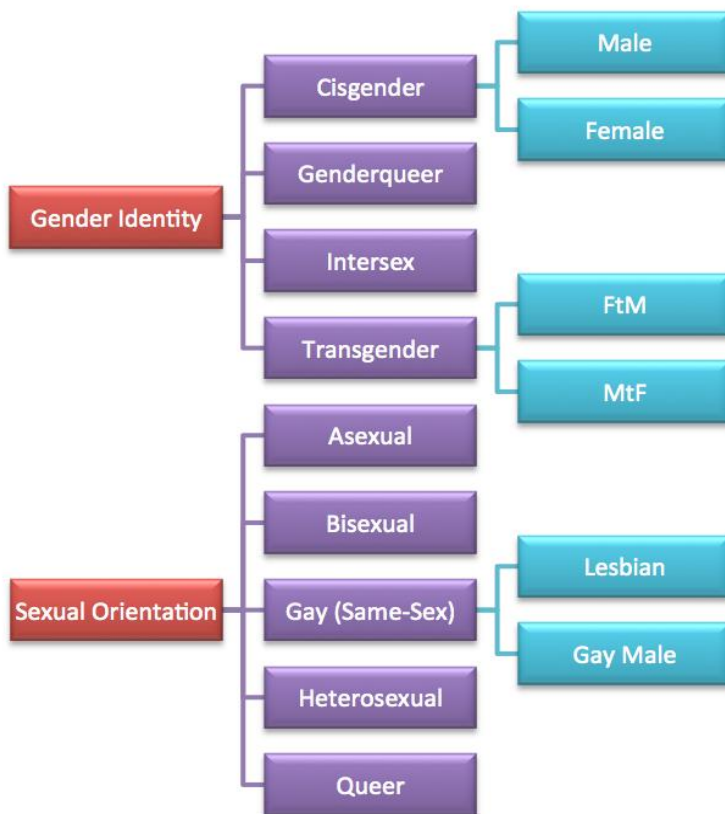 Gender Identity
Cisgender
Male
Female
Genderqueer
Intersex
Transgender
FtM
MtF
Sexual Orientation
Asexual
Bisexual
Gay (Same-Sex)
Lesbian
Gay Male
Heterosexual
Queer